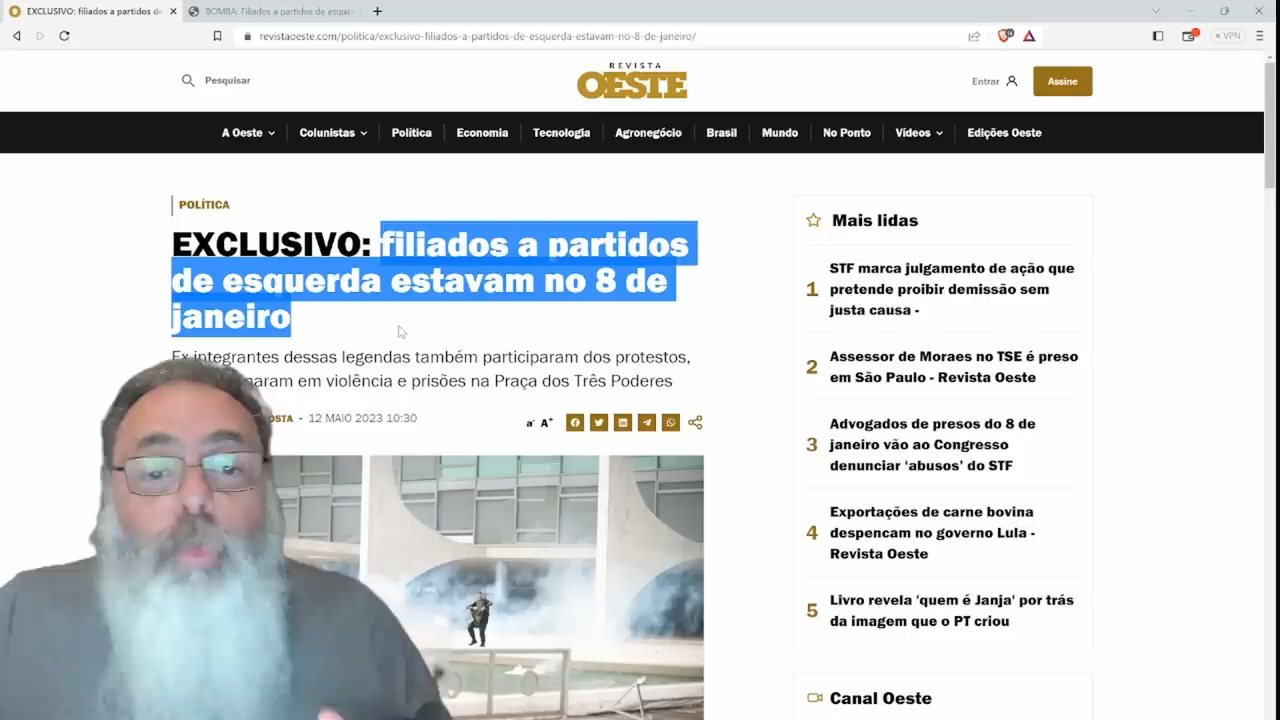 EXCLUSIVO: filiados a partidos de
BOMBA: Filiados a partidos de esquer
revistaoeste.com/politica/exclusivo-filiados-a-partidos-de-esquerda-estavam-no-8-de-janeiro/
VPN
Pesquisar
REVISTA
OESTE
Entrar
Assine
A Oeste
Colunistas
Política
Economia
Tecnologia
Agronegócio
Brasil
Mundo
No Ponto
Vídeos
Edições Oeste
POLÍTICA
EXCLUSIVO: filiados a partidos
de esquerda estavam no 8 de
janeiro
Ex-integrantes dessas legendas também participaram dos protestos,
em violência e prisões na Praça dos Três Poderes
- 12 MAIO 2023 10:30
a- A+
Mais lidas
1
STF marca julgamento de ação que
pretende proibir demissão sem
justa causa -
2
Assessor de Moraes no TSE é preso
em São Paulo - Revista Oeste
3
Advogados de presos do 8 de
janeiro vão ao Congresso
denunciar 'abusos' do STF
4
Exportações de carne bovina
despencam no governo Lula -
Revista Oeste
5
Livro revela 'quem é Janja' por trás
da imagem que o PT criou
Canal Oeste